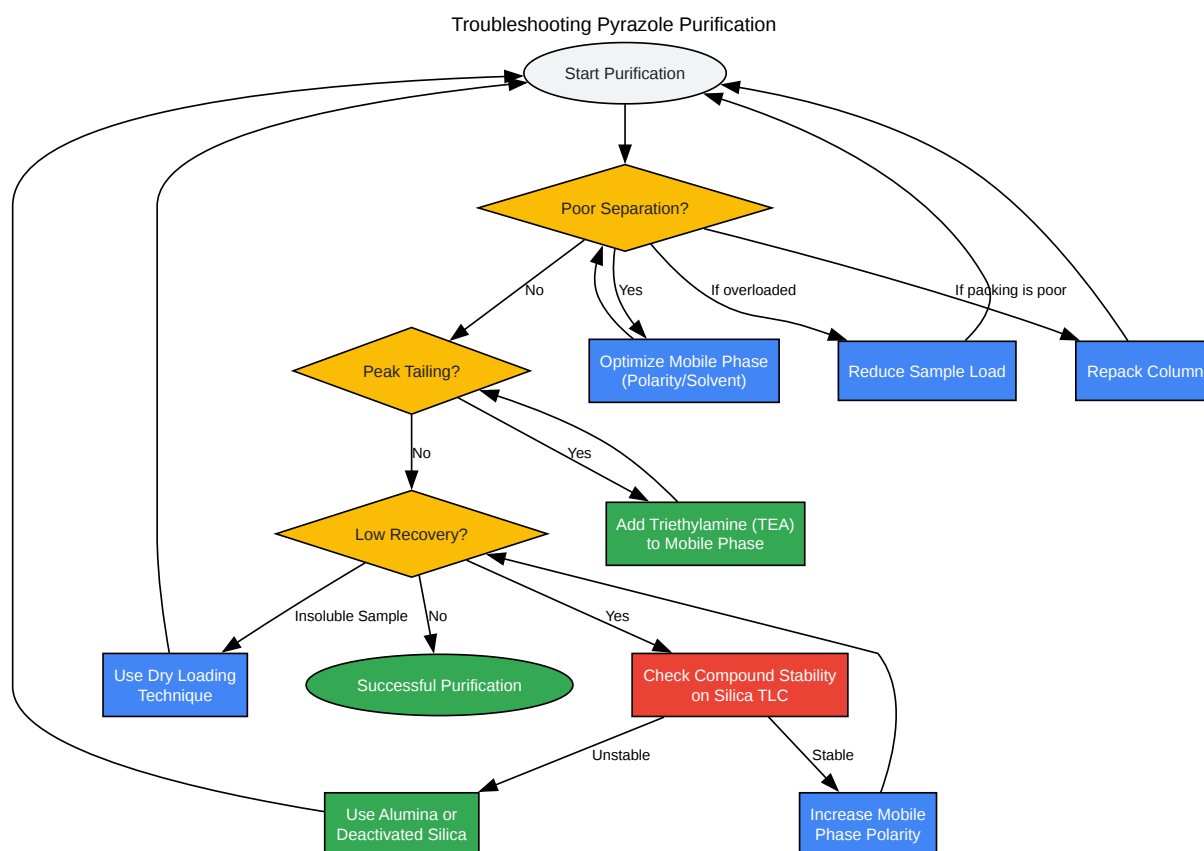 Troubleshooting Pyrazole Purification
Start Purification
Poor Separation?
No
Yes
If overloaded
If packing is poor
Peak Tailing?
Optimize Mobile Phase
(Polarity/Solvent)
Reduce Sample Load
Repack Column
No
Yes
Low Recovery?
Add Triethylamine (TEA)
to Mobile Phase
Insoluble Sample
No
Yes
Use Dry Loading
Technique
Successful Purification
Check Compound Stability
on Silica TLC
Unstable
Stable
Use Alumina or
Deactivated Silica
Increase Mobile
Phase Polarity